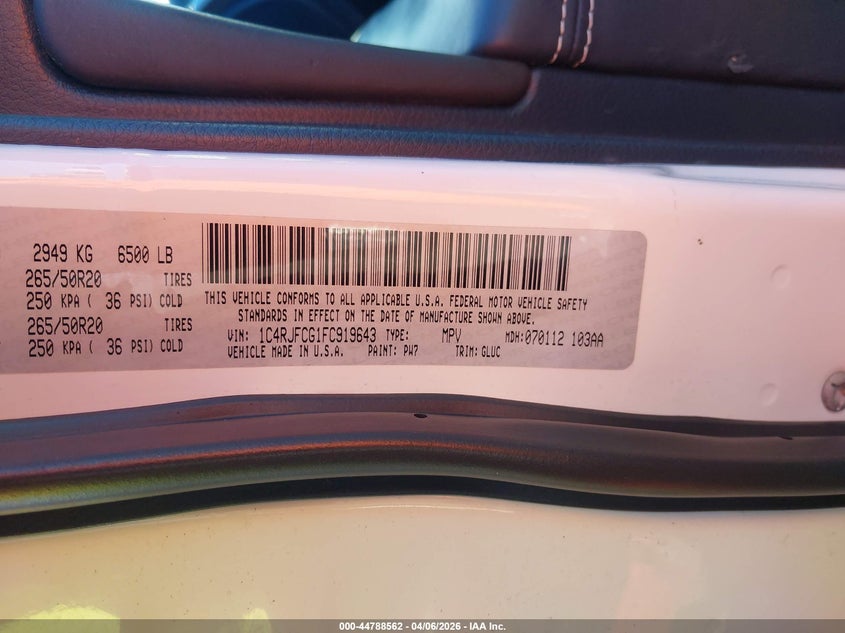 2949 KG 6500 LB
265/50R20 TIRES
250 KPA ( 36 PSI) COLD
265/50R20 TIRES
250 KPA ( 36 PSI) COLD
THIS VEHICLE CONFORMS TO ALL APPLICABLE U.S.A. FEDERAL MOTOR VEHICLE SAFETY
STANDARDS IN EFFECT ON THE DATE OF MANUFACTURE SHOWN ABOVE.
VIN: 1C4RJFCG1FC919643 TYPE: MPV MDH:070112 103AA
VEHICLE MADE IN U.S.A. PAINT: PW7 TRIM: GLUC
000-44788562 - 04/06/2026 - IAA Inc.